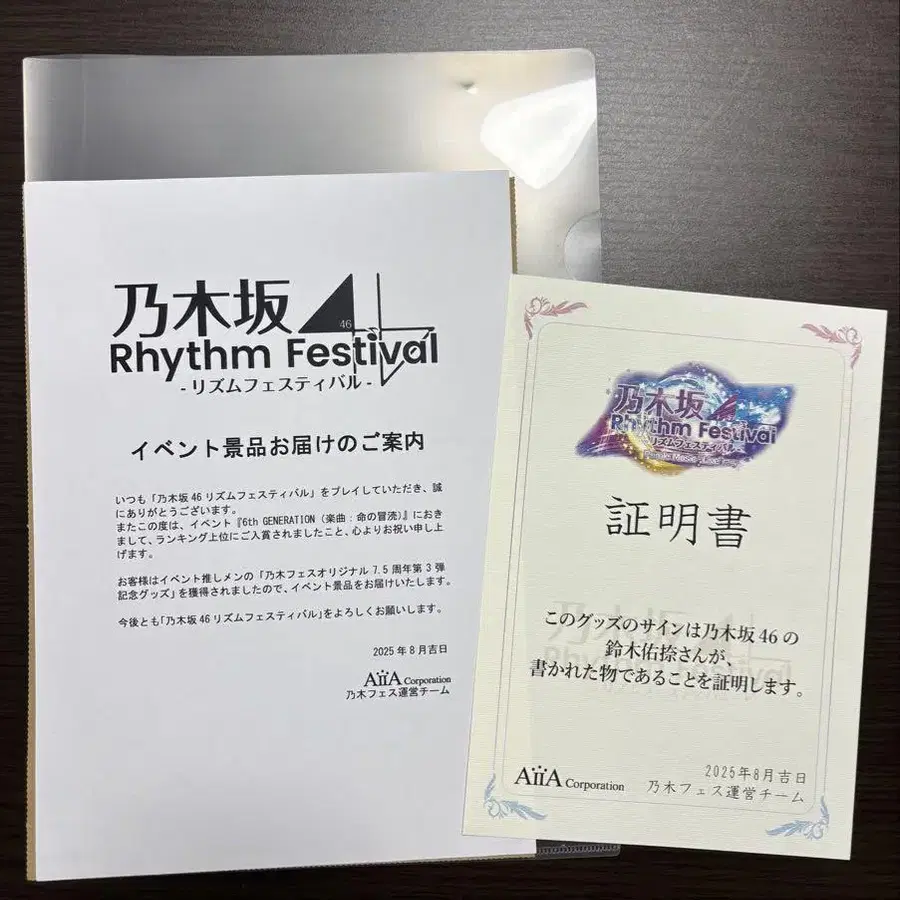 乃木坂46
Rhythm Festival
- リズムフェスティバル -
イベント景品お届けのご案内
いつも「乃木坂 46 リズムフェスティバル」をプレイしていただき、誠
にありがとうございます。
またこの度は、イベント『6th GENERATION（楽曲：命の冒涜）』におき
まして、ランキング上位にご入賞されましたこと、心よりお祝い申し上
げます。
お客様はイベント推しメンの「乃木フェスオリジナル 7.5 周年第 3 弾
記念グッズ」を獲得されましたので、イベント景品をお届けいたします。
今後とも「乃木坂 46 リズムフェスティバル」をよろしくお願いします。
2025 年 8 月吉日
AiiA Corporation
乃木フェス運営チーム
乃木坂
Rhythm Festival
リズムフェスティバル
証明書
このグッズのサインは乃木坂 46 の
鈴木佑捺さんが、
書かれた物であることを証明します。
AiiA Corporation
2025年8月吉日
乃木フェス運営チーム